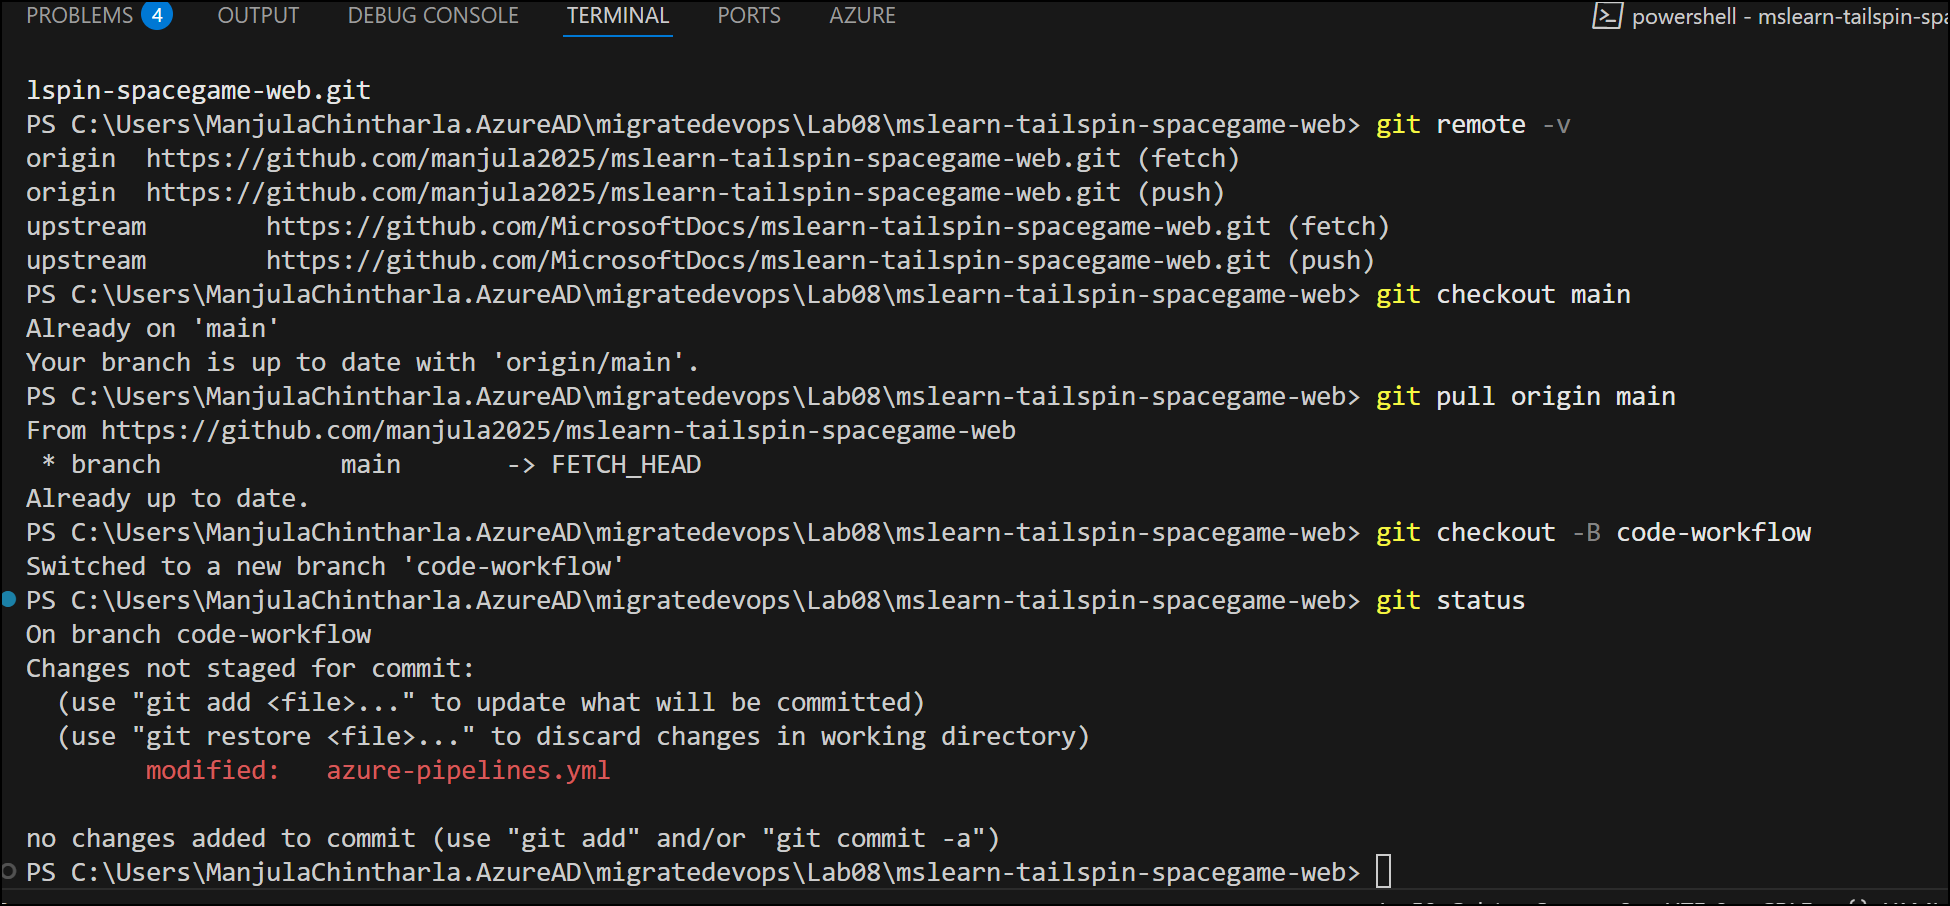 PROBLEMS 4 OUTPUT DEBUG CONSOLE TERMINAL PORTS AZURE powershell - mslearn-tailspin-spa
lspin-spacegame-web.git
PS C:\Users\ManjulaChintharla.AzureAD\migratedevops\Lab08\mslearn-tailspin-spacegame-web> git remote -v
origin  https://github.com/manjula2025/mslearn-tailspin-spacegame-web.git (fetch)
origin  https://github.com/manjula2025/mslearn-tailspin-spacegame-web.git (push)
upstream        https://github.com/MicrosoftDocs/mslearn-tailspin-spacegame-web.git (fetch)
upstream        https://github.com/MicrosoftDocs/mslearn-tailspin-spacegame-web.git (push)
PS C:\Users\ManjulaChintharla.AzureAD\migratedevops\Lab08\mslearn-tailspin-spacegame-web> git checkout main
Already on 'main'
Your branch is up to date with 'origin/main'.
PS C:\Users\ManjulaChintharla.AzureAD\migratedevops\Lab08\mslearn-tailspin-spacegame-web> git pull origin main
From https://github.com/manjula2025/mslearn-tailspin-spacegame-web
 * branch            main       -> FETCH_HEAD
Already up to date.
PS C:\Users\ManjulaChintharla.AzureAD\migratedevops\Lab08\mslearn-tailspin-spacegame-web> git checkout -B code-workflow
Switched to a new branch 'code-workflow'
PS C:\Users\ManjulaChintharla.AzureAD\migratedevops\Lab08\mslearn-tailspin-spacegame-web> git status
On branch code-workflow
Changes not staged for commit:
  (use "git add <file>..." to update what will be committed)
  (use "git restore <file>..." to discard changes in working directory)
        modified:   azure-pipelines.yml
no changes added to commit (use "git add" and/or "git commit -a")
PS C:\Users\ManjulaChintharla.AzureAD\migratedevops\Lab08\mslearn-tailspin-spacegame-web>